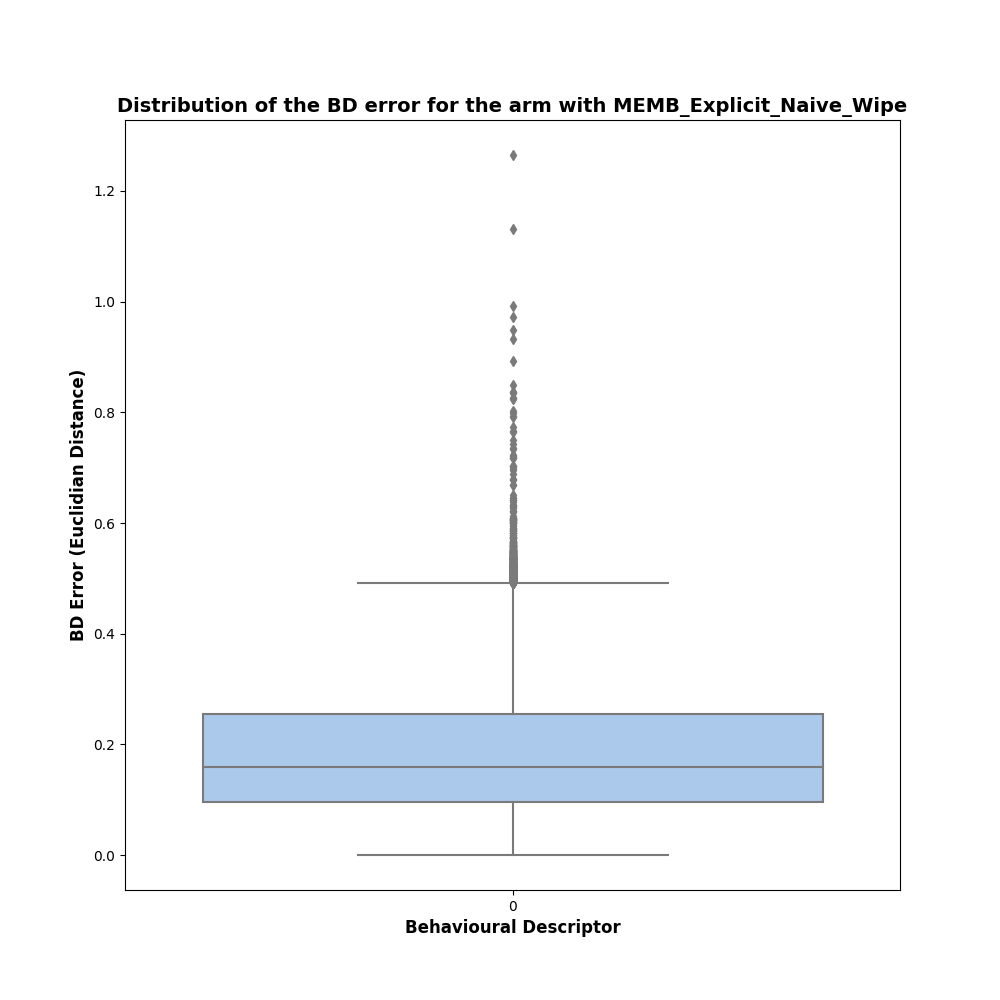 Distribution of the BD error for the arm with MEMB_Explicit_Naive_Wipe
1.2
1.0
0.8
0.6
0.4
0.2
0.0
BD Error (Euclidian Distance)
0
Behavioural Descriptor